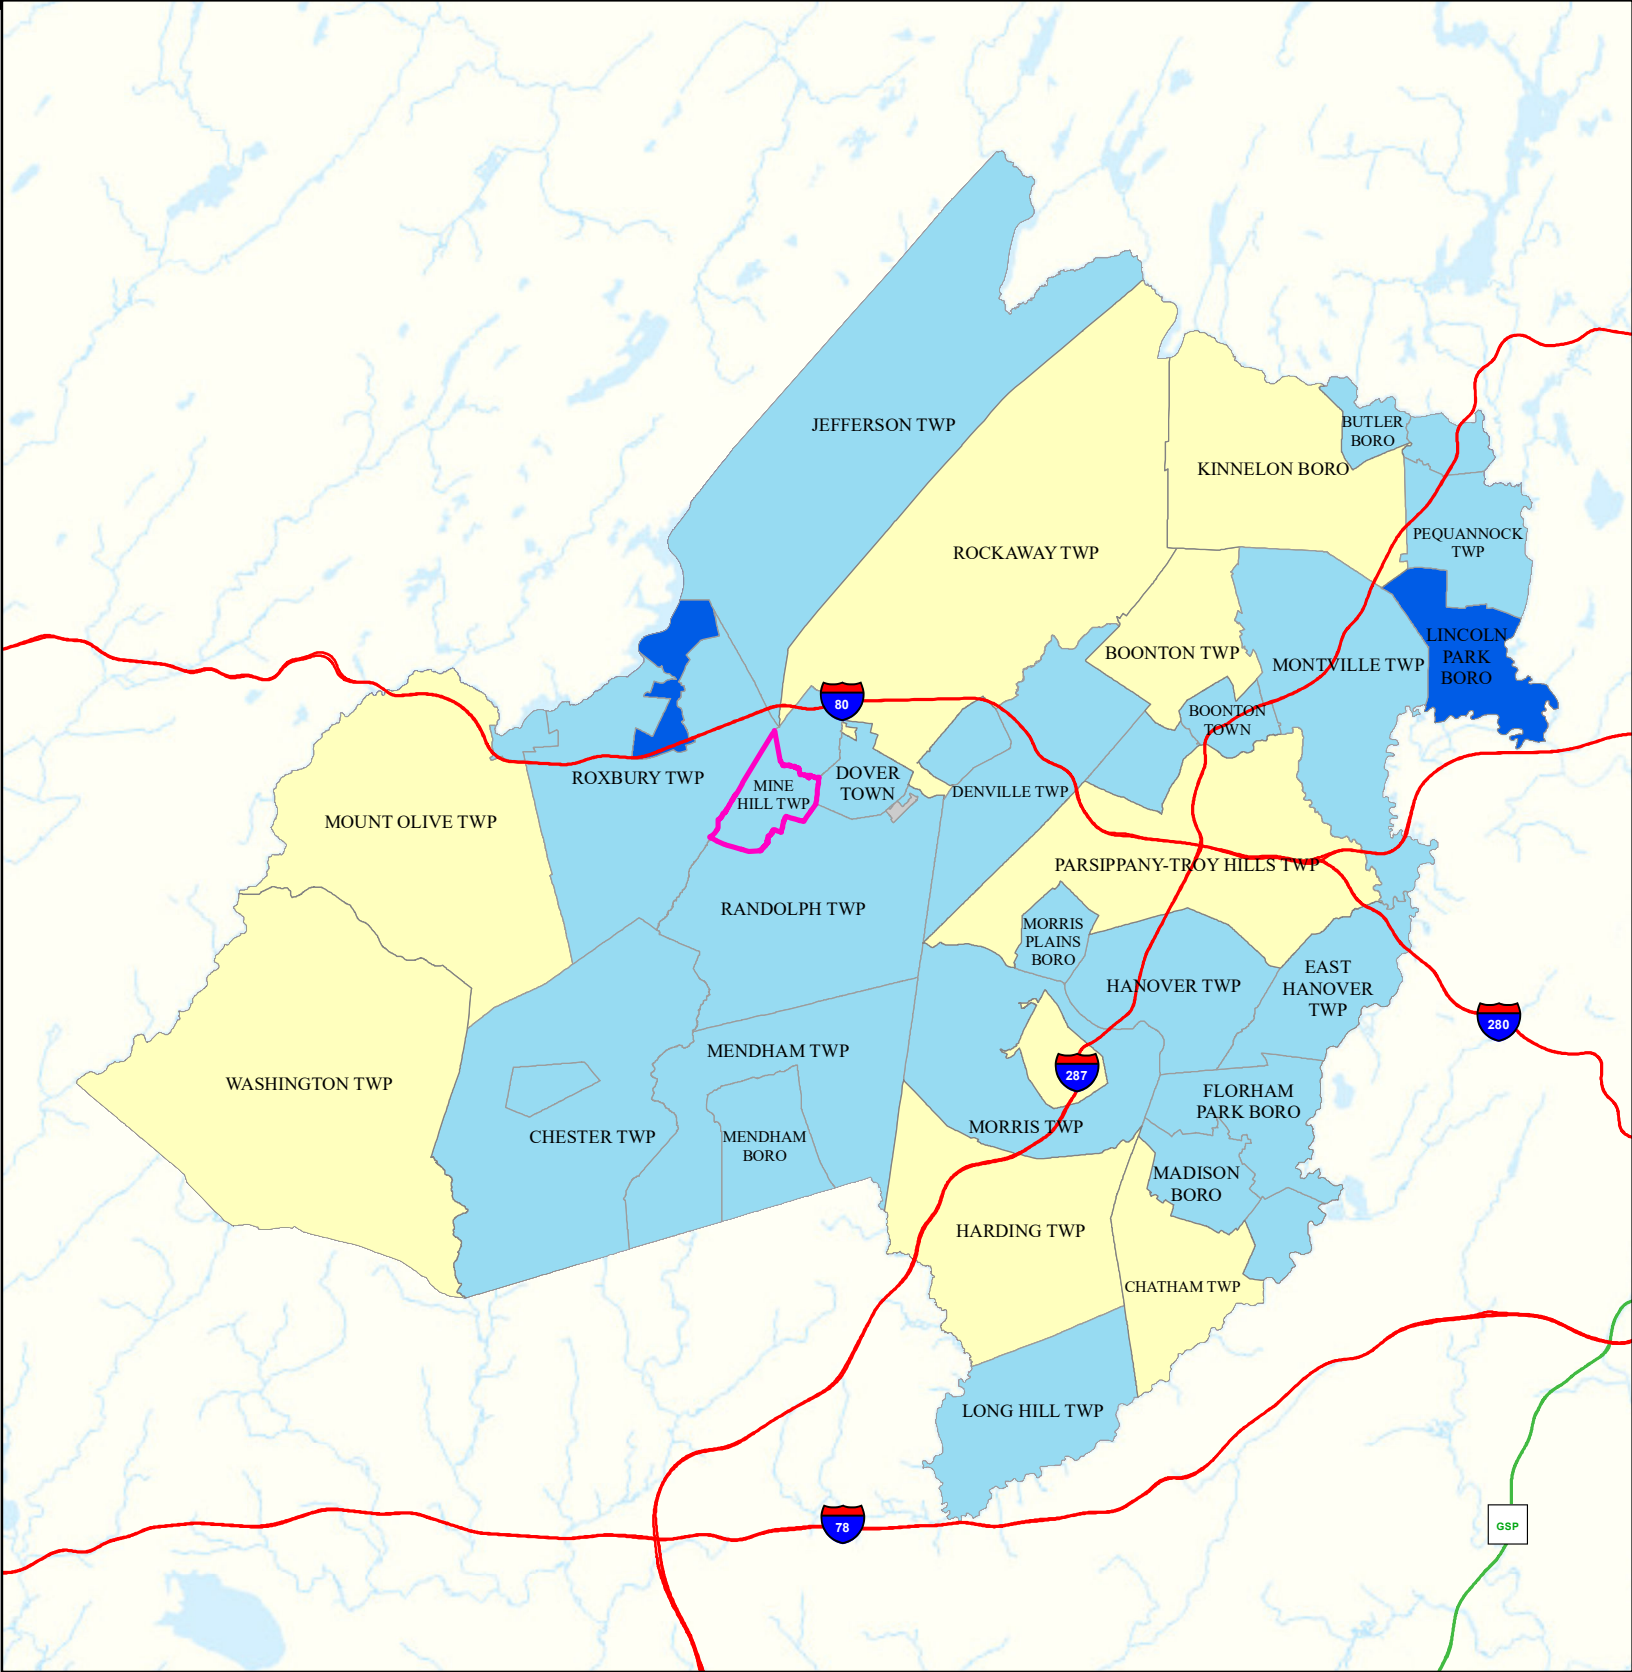 JEFFERSON TWP
BUTLER
BORO
KINNELON BORO
PEQUANNOCK
TWP
ROCKAWAY TWP
LINCOLN
PARK
BORO
BOONTON TWP
MONTVILLE TWP
80
BOONTON
TOWN
ROXBURY TWP
MINE
HILL TWP
DOVER
TOWN
DENVILLE TWP
MOUNT OLIVE TWP
PARSIPPANY-TROY HILLS TWP
RANDOLPH TWP
MORRIS
PLAINS
BORO
HANOVER TWP
EAST
HANOVER
TWP
280
MENDHAM TWP
287
WASHINGTON TWP
FLORHAM
PARK BORO
CHESTER TWP
MENDHAM
BORO
MORRIS TWP
MADISON
BORO
HARDING TWP
CHATHAM TWP
LONG HILL TWP
78
GSP